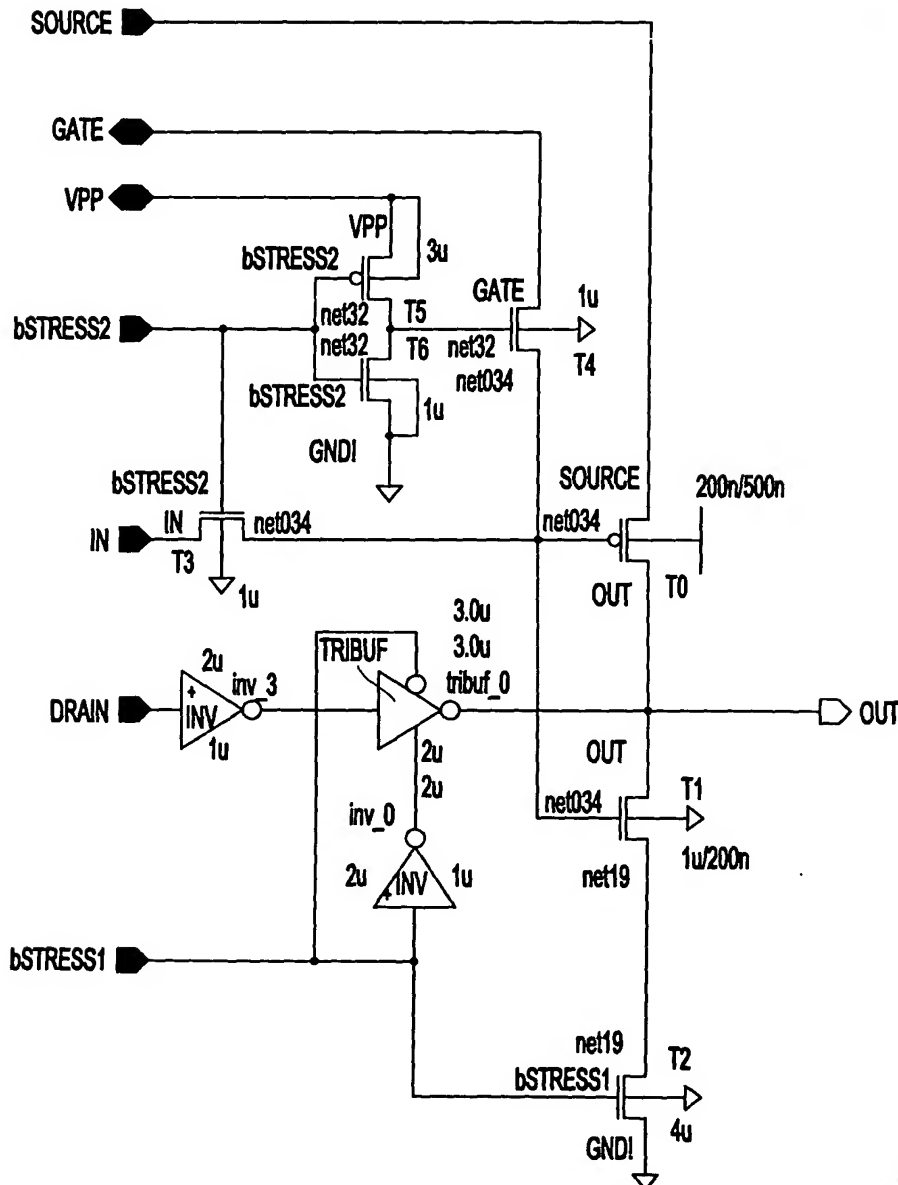 SOURCE
GATE
VPP
VPP
3u
bSTRESS2
GATE
1u
bSTRESS2
net32
T5
net32
T6
net32
T4
net034
bSTRESS2
1u
GND!
SOURCE
200n/500n
bSTRESS2
IN
net034
net034
IN
T3
1u
OUT
T0
3.0u
3.0u
2u
TRIBUF
inv_3
tribuf_0
DRAIN
INV
OUT
1u
2u
OUT
2u
net034
T1
inv_0
1u/200n
2u
INV
1u
net19
bSTRESS1
net19
T2
bSTRESS1
4u
GND!